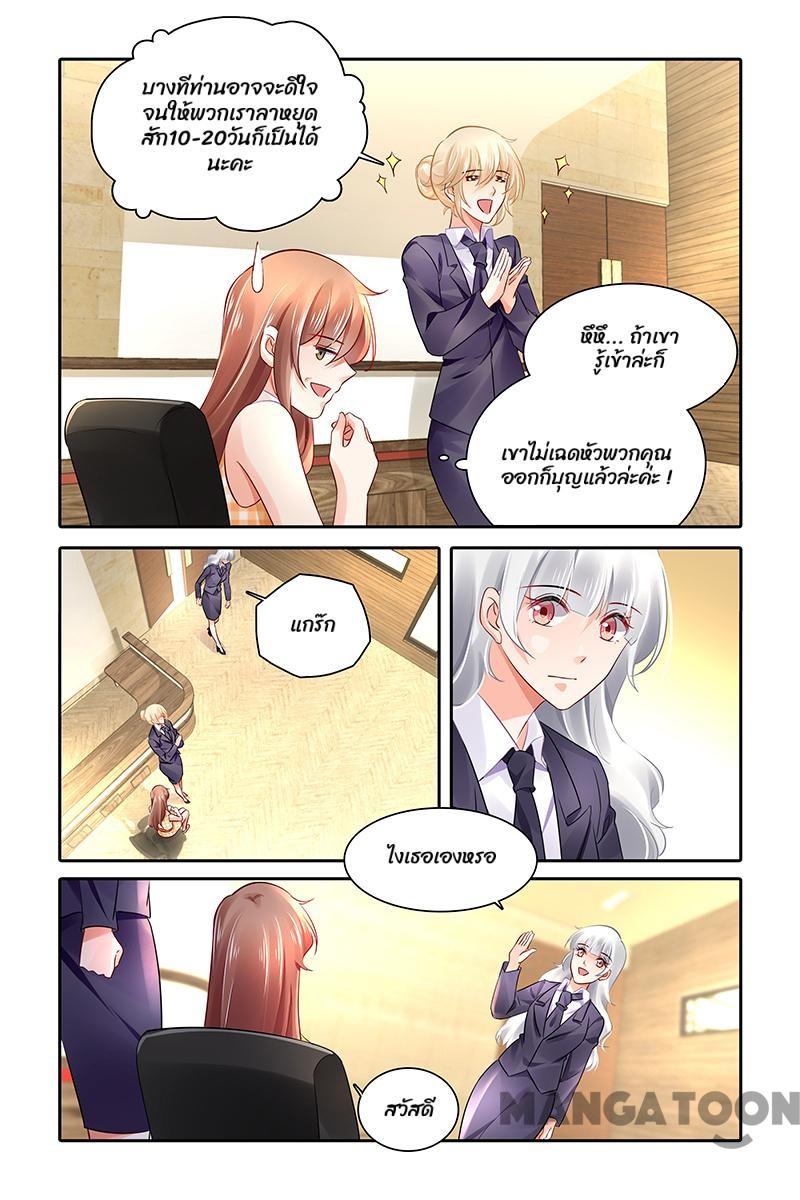 บางทีท่านอาจจะดีใจ
จนให้พวกเราลาหยุด
สัก10-20วันก็เป็นได้
นะคะ
หึหึ... ถ้าเขา
รู้เข้าล่ะก็
เขาไม่เฉดหัวพวกคุณ
ออกก็บุญแล้วล่ะค่ะ !
แกร๊ก
ไงเธอเองหรอ
สวัสดี
MANGATOON